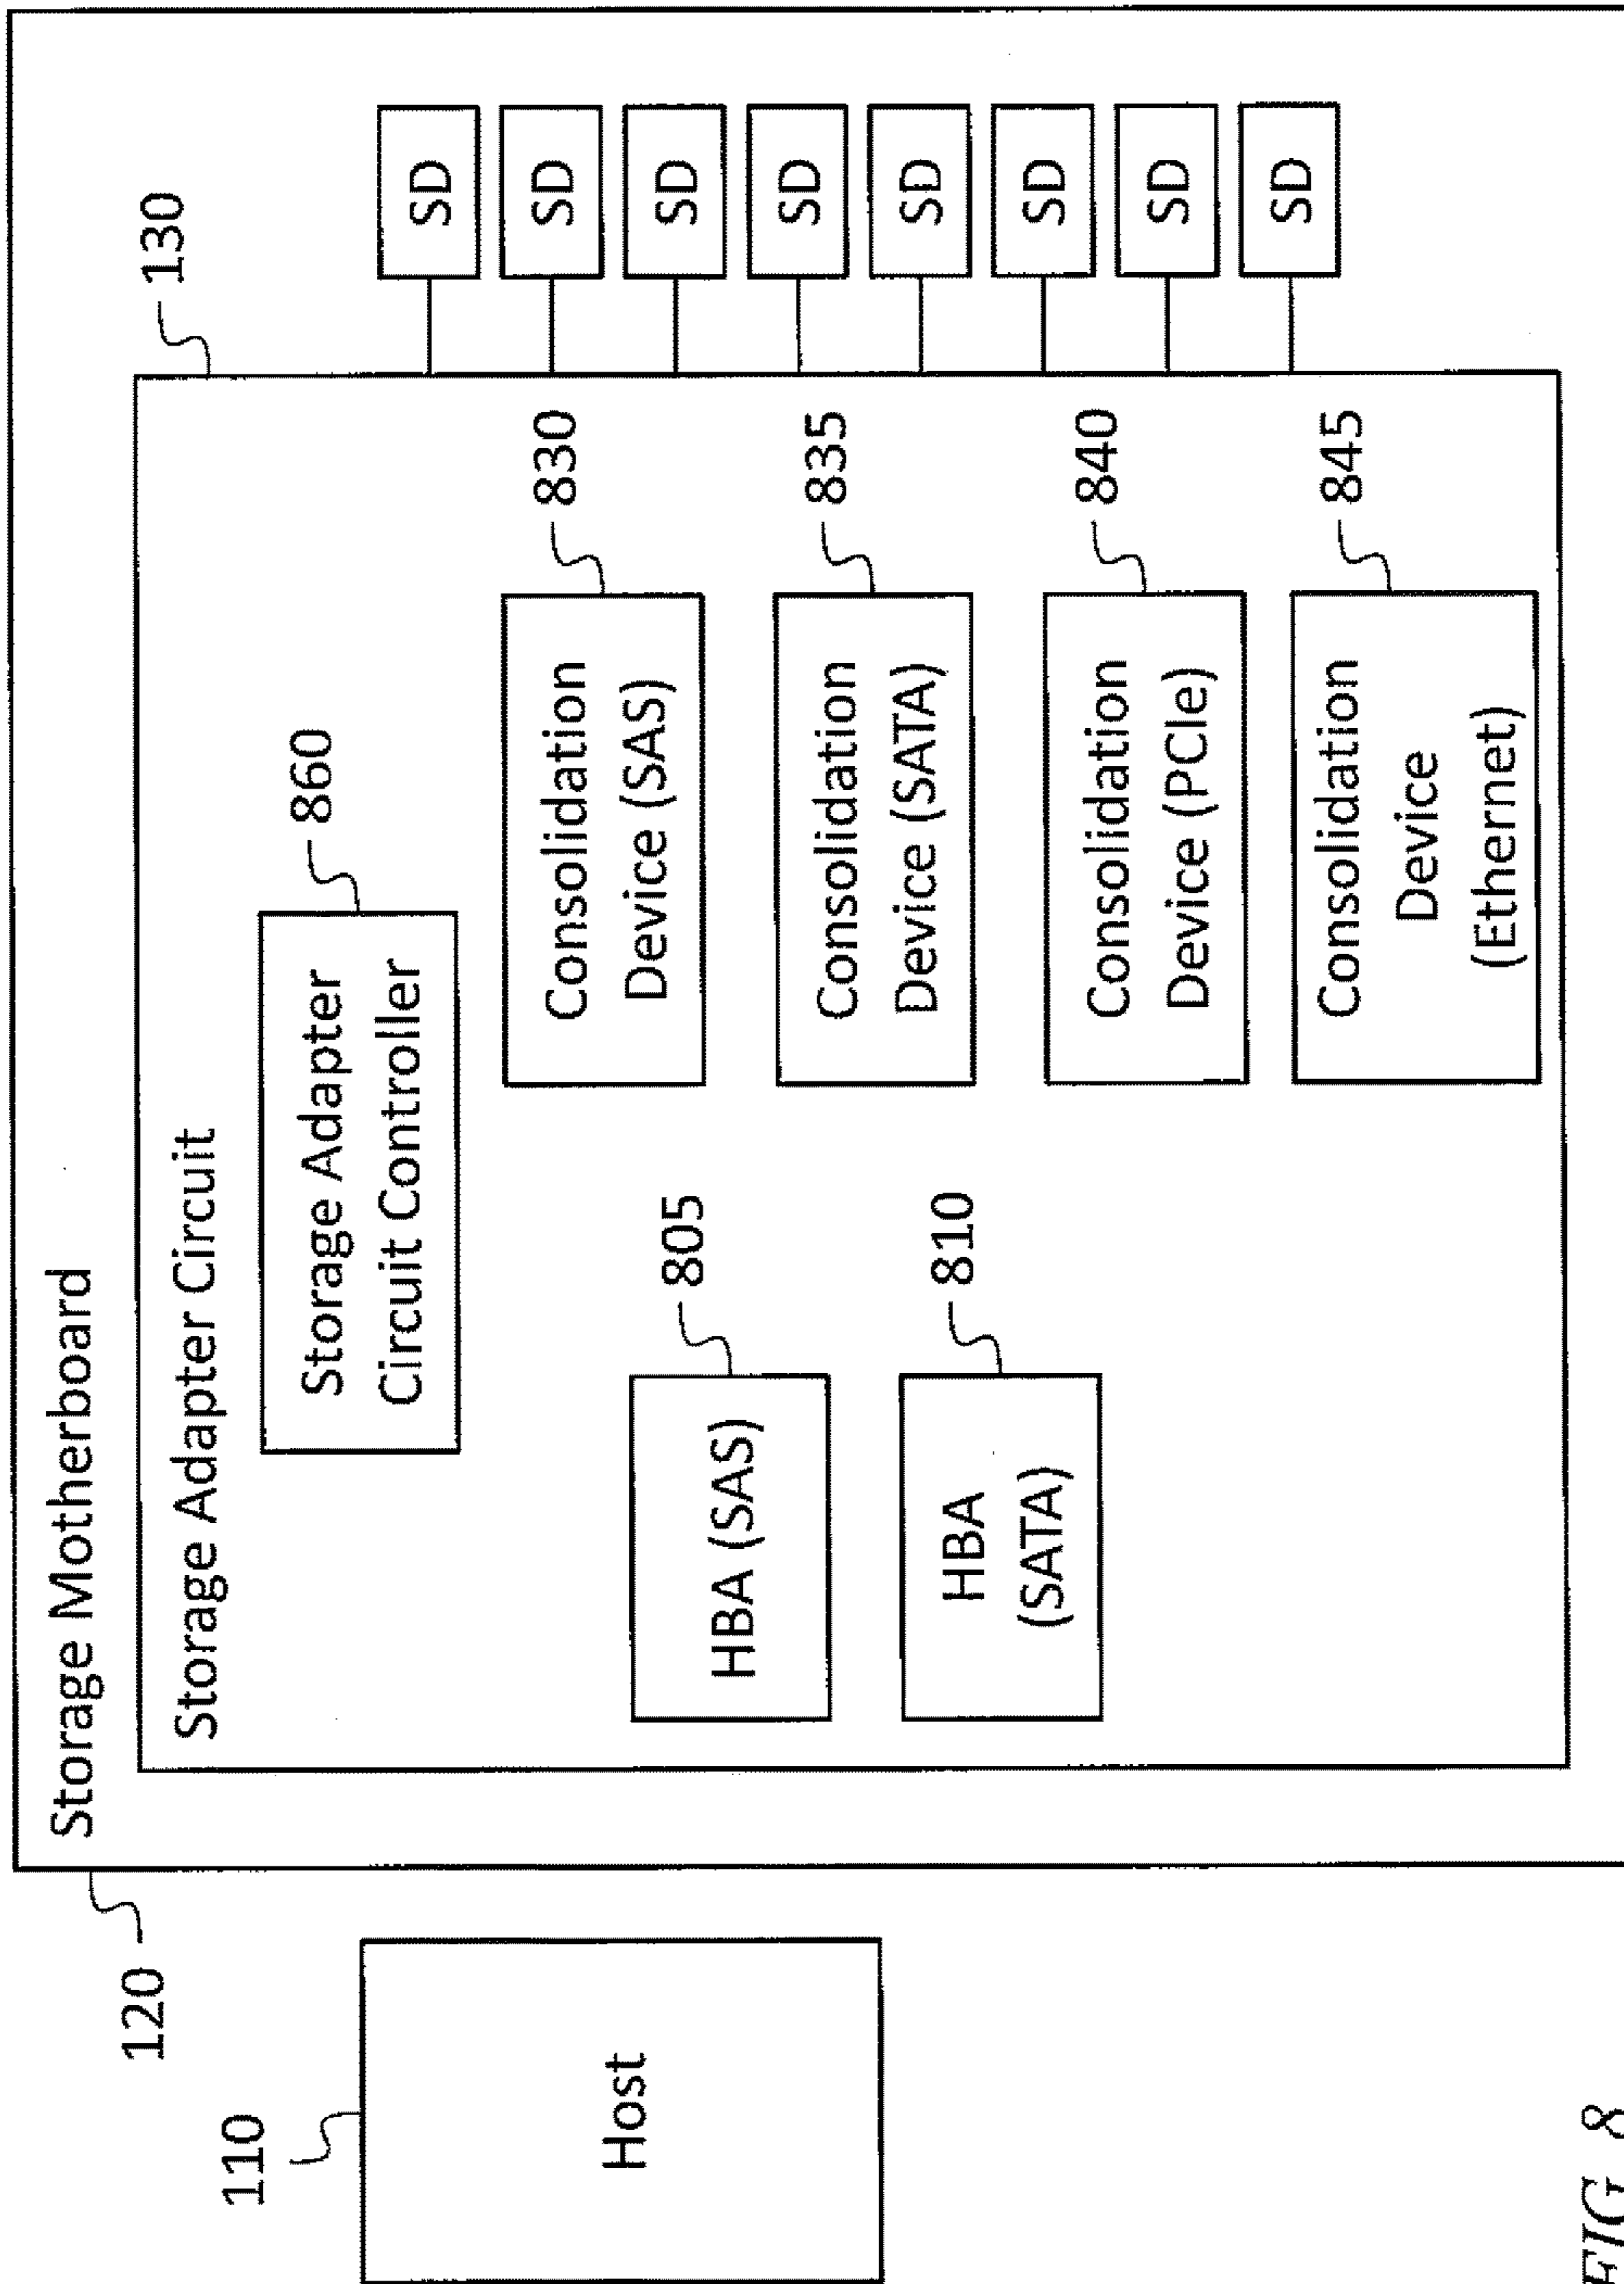 110
Host
120
Storage Motherboard
130
Storage Adapter Circuit
860
Storage Adapter
Circuit Controller
805
HBA (SAS)
810
HBA
(SATA)
830
Consolidation
Device (SAS)
835
Consolidation
Device (SATA)
840
Consolidation
Device (PCIe)
845
Consolidation
Device
(Ethernet)
SD
SD
SD
SD
SD
SD
SD
SD
FIG. 8